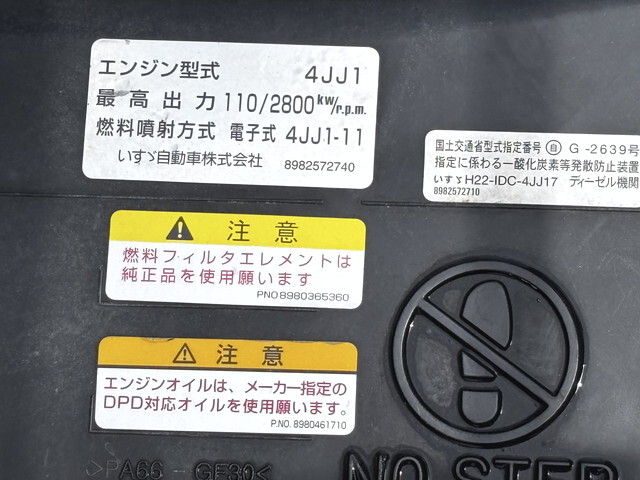 エンジン型式 4JJ1
最高出力 110/2800kw/r.p.m.
燃料噴射方式 電子式 4JJ1-11
いすゞ自動車株式会社 8982572740
国土交通省型式指定番号 自 G-2639号
指定に係わる一酸化炭素等発散防止装置
いすゞH22-IDC-4JJ17 ディーゼル機関
8982572710
注意
燃料フィルタエレメントは
純正品を使用願います
PNO8980365360
注意
エンジンオイルは、メーカー指定の
DPD対応オイルを使用願います。
P.NO. 8980461710
>PA66-GF30<
NO STEP